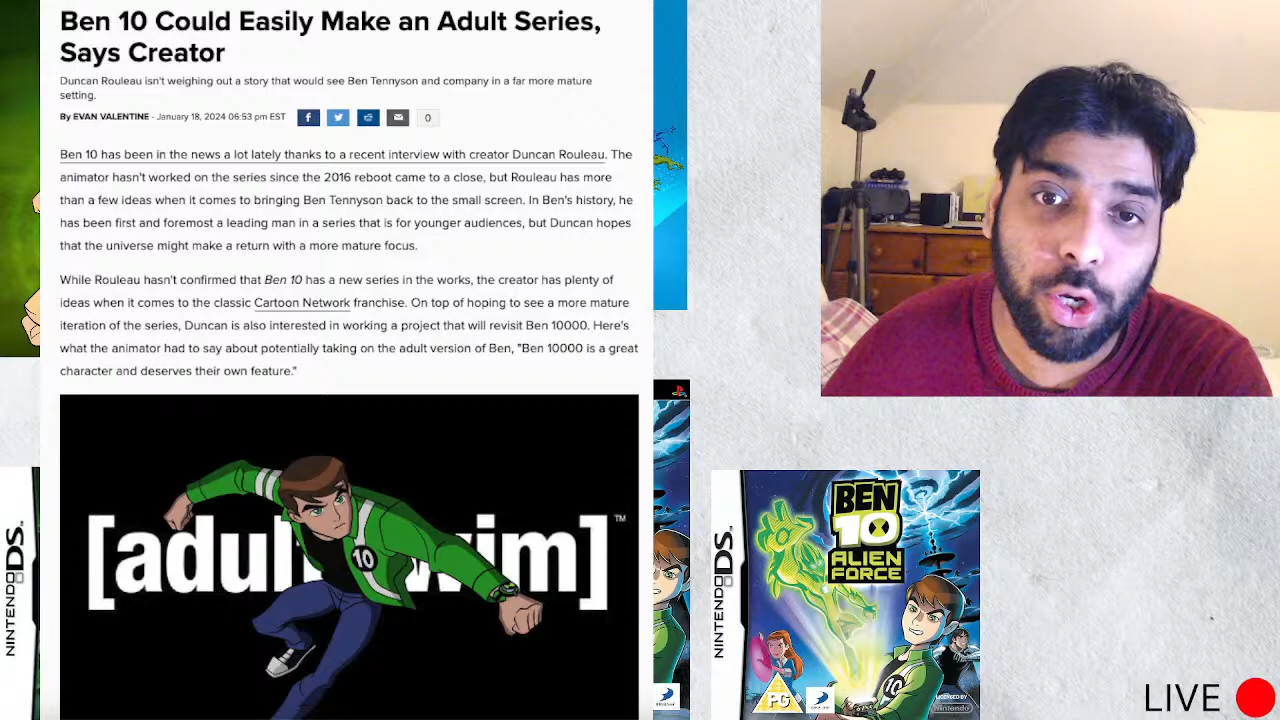 Ben 10 Could Easily Make an Adult Series,
Says Creator
Duncan Rouleau isn't weighing out a story that would see Ben Tennyson and company in a far more mature
setting.
By EVAN VALENTINE - January 18, 2024 06:53 pm EST
0
Ben 10 has been in the news a lot lately thanks to a recent interview with creator Duncan Rouleau. The
animator hasn't worked on the series since the 2016 reboot came to a close, but Rouleau has more
than a few ideas when it comes to bringing Ben Tennyson back to the small screen. In Ben's history, he
has been first and foremost a leading man in a series that is for younger audiences, but Duncan hopes
that the universe might make a return with a more mature focus.
While Rouleau hasn't confirmed that Ben 10 has a new series in the works, the creator has plenty of
ideas when it comes to the classic Cartoon Network franchise. On top of hoping to see a more mature
iteration of the series, Duncan is also interested in working a project that will revisit Ben 10000. Here's
what the animator had to say about potentially taking on the adult version of Ben, "Ben 10000 is a great
character and deserves their own feature."
[adul wim]™
10
NINTENDO DS™
NINTENDO DS™
BEN
10
ALIEN
FORCE
10
PG
LICENSED BY
Nintendo
LIVE